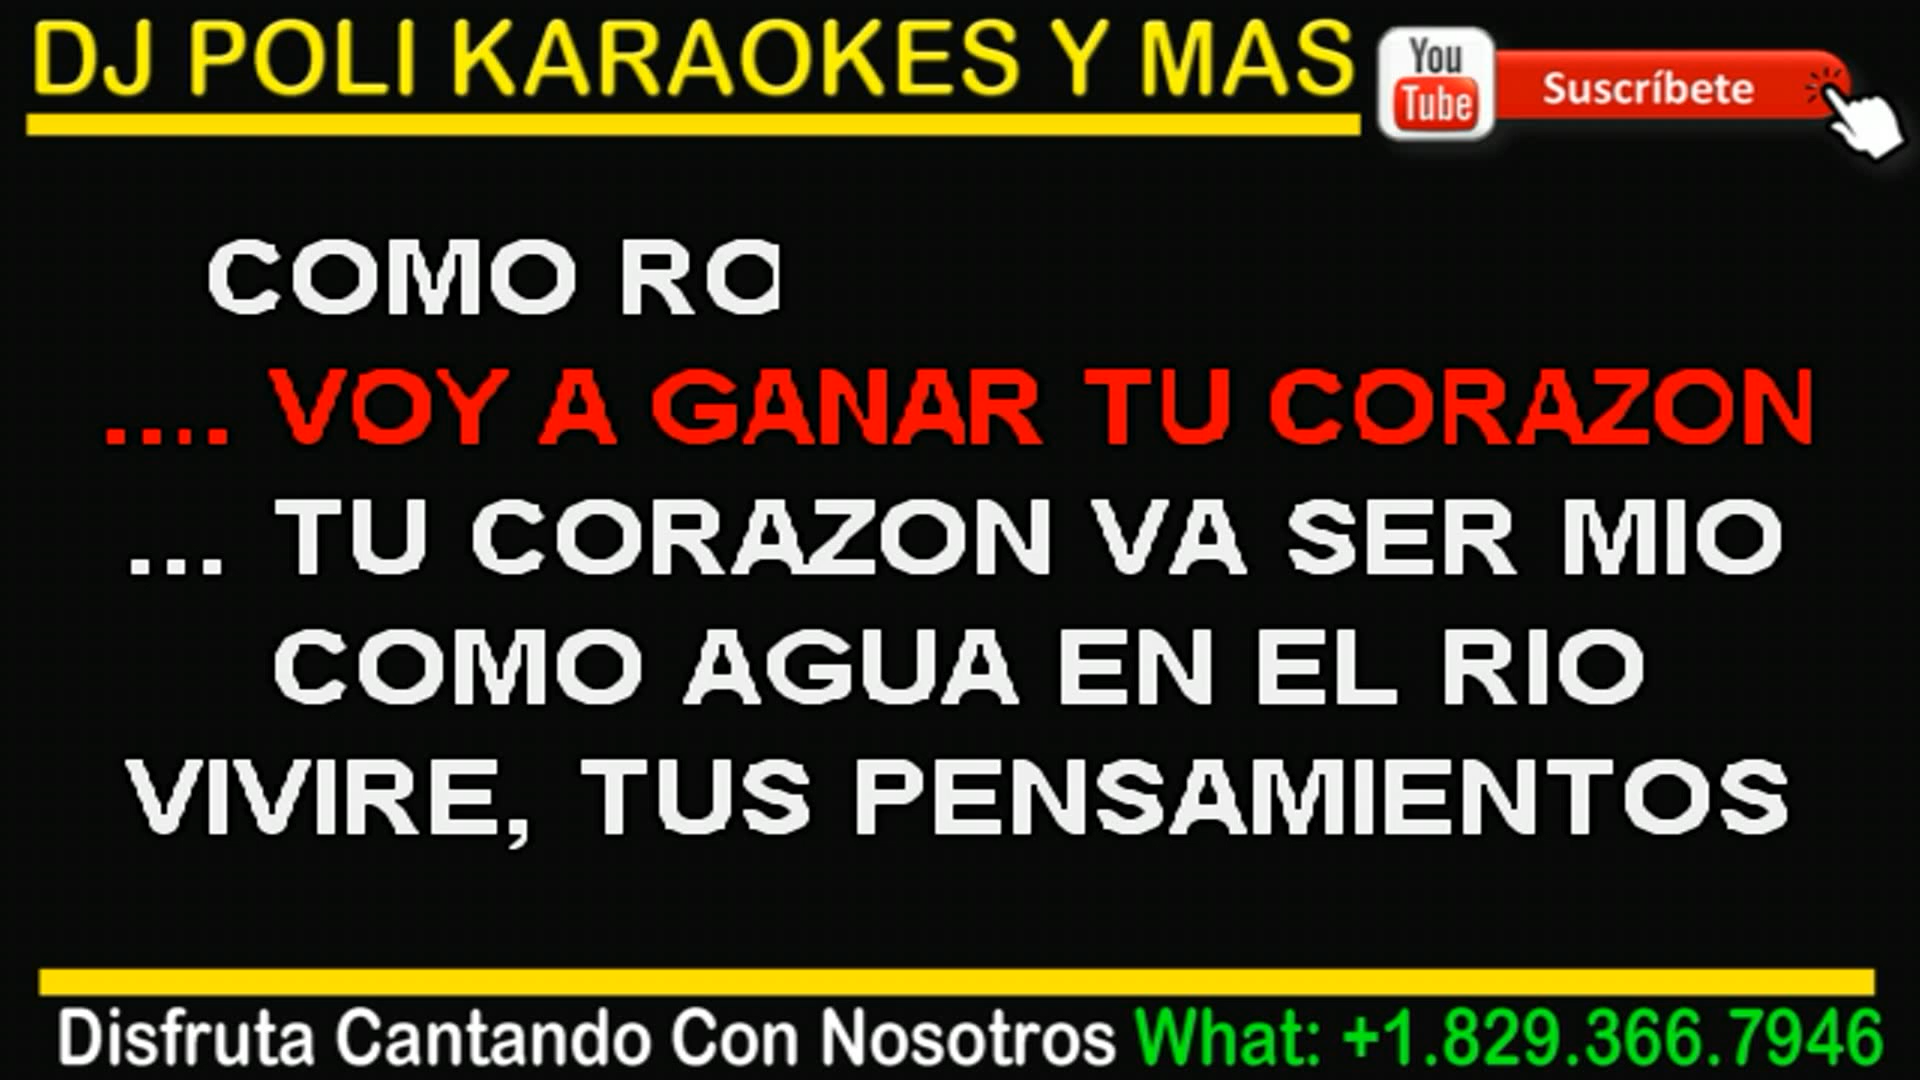 DJ POLI KARAOKES Y MAS
You Tube Suscríbete
COMO RO
.... VOY A GANAR TU CORAZON
... TU CORAZON VA SER MIO
COMO AGUA EN EL RIO
VIVIRE, TUS PENSAMIENTOS
Disfruta Cantando Con Nosotros What: +1.829.366.7946